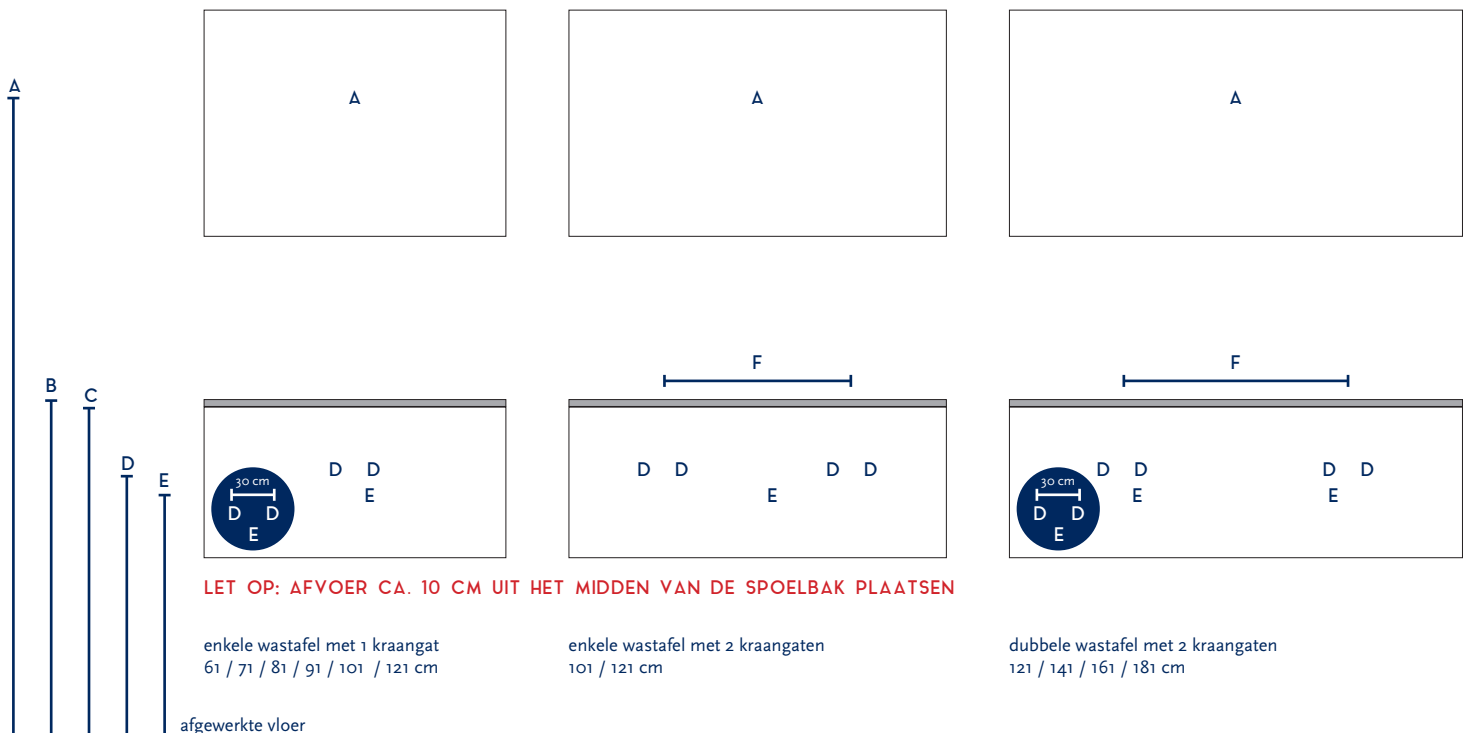 A
A
A
A
B
C
D
E
F
F
D D
E
30 cm
D D
E
D D
D D
E
D D
E
D D
E
30 cm
D D
E
LET OP: AFVOER CA. 10 CM UIT HET MIDDEN VAN DE SPOELBAK PLAATSEN
enkele wastafel met 1 kraangat
61 / 71 / 81 / 91 / 101 / 121 cm
enkele wastafel met 2 kraangaten
101 / 121 cm
dubbele wastafel met 2 kraangaten
121 / 141 / 161 / 181 cm
afgewerkte vloer